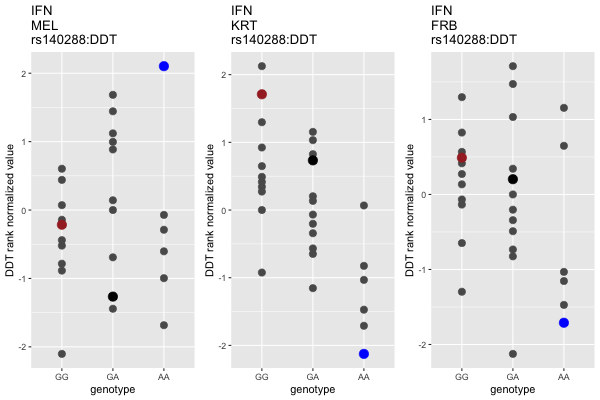 IFN
MEL
rs140288:DDT
DDT rank normalized value
2
1
0
-1
-2
GG
GA
AA
genotype
IFN
KRT
rs140288:DDT
DDT rank normalized value
2
1
0
-1
-2
GG
GA
AA
genotype
IFN
FRB
rs140288:DDT
DDT rank normalized value
1
0
-1
-2
GG
GA
AA
genotype